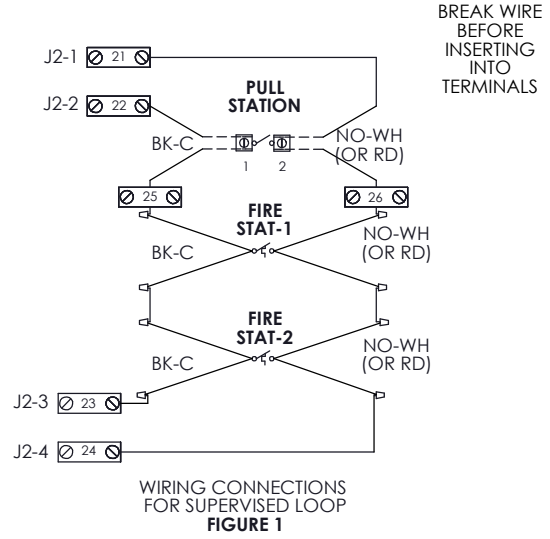 BREAK WIRE
BEFORE
INSERTING
INTO
TERMINALS
J2-1 21
J2-2 22
PULL
STATION
BK-C
NO-WH
(OR RD)
1 2
25
26
FIRE
STAT-1
BK-C
NO-WH
(OR RD)
FIRE
STAT-2
BK-C
NO-WH
(OR RD)
J2-3 23
J2-4 24
WIRING CONNECTIONS
FOR SUPERVISED LOOP
FIGURE 1